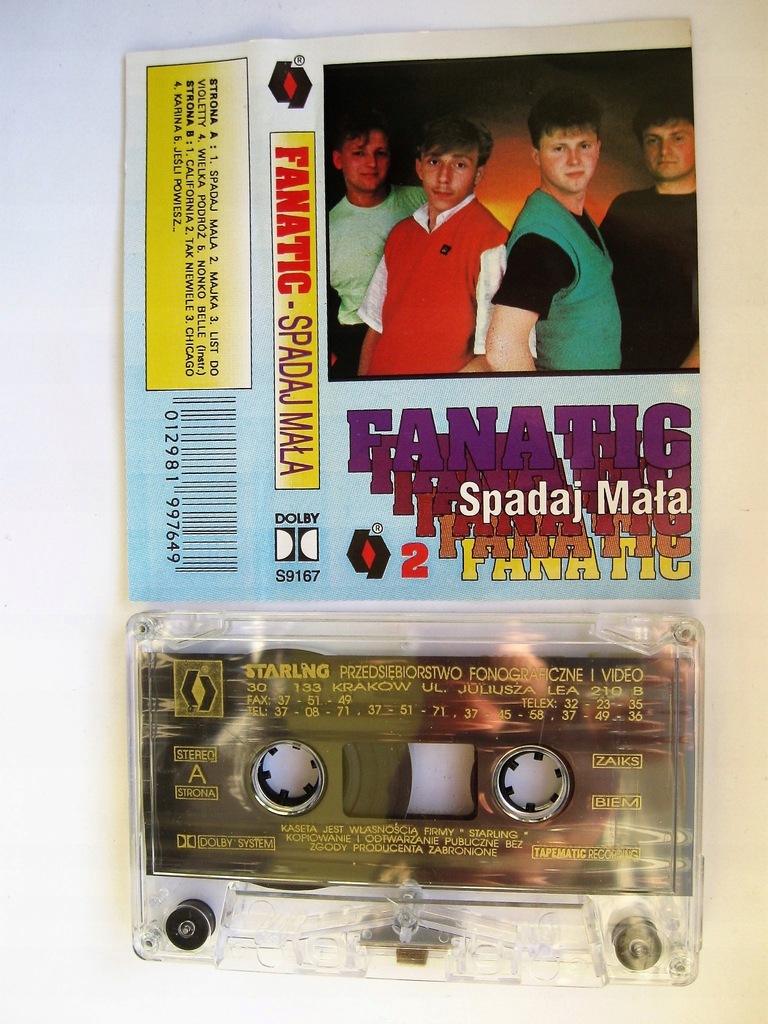 STRONA A : 1. SPADAJ MAŁA 2. MAJKA 3. LIST DO
VIOLETTY 4. WIELKA PODRÓŻ 5. NONKO BELLE (instr)
STRONA B : 1. CALIFORNIA 2. TAK NIEWIELE 3. CHICAGO
4. KARINA 5. JEŚLI POWIESZ...
0 12981 99764 9
®
FANATIC - SPADAJ MAŁA
DOLBY
S9167
FANATIC
Spadaj Mała
FANATIC
® 2
STARLING PRZEDSIĘBIORSTWO FONOGRAFICZNE I VIDEO
30 - 133 KRAKÓW UL. JULIUSZA LEA 210 B
FAX: 37 - 51 - 49 TELEX: 32 - 23 - 35
TEL: 37 - 08 - 71 , 37 - 51 - 71 , 37 - 45 - 58 , 37 - 49 - 36
STEREO
A
STRONA
ZAIKS
BIEM
DOLBY SYSTEM
KASETA JEST WŁASNOŚCIĄ FIRMY " STARLING "
KOPIOWANIE I ODTWARZANIE PUBLICZNE BEZ
ZGODY PRODUCENTA ZABRONIONE
TAPEMATIC RECORDING